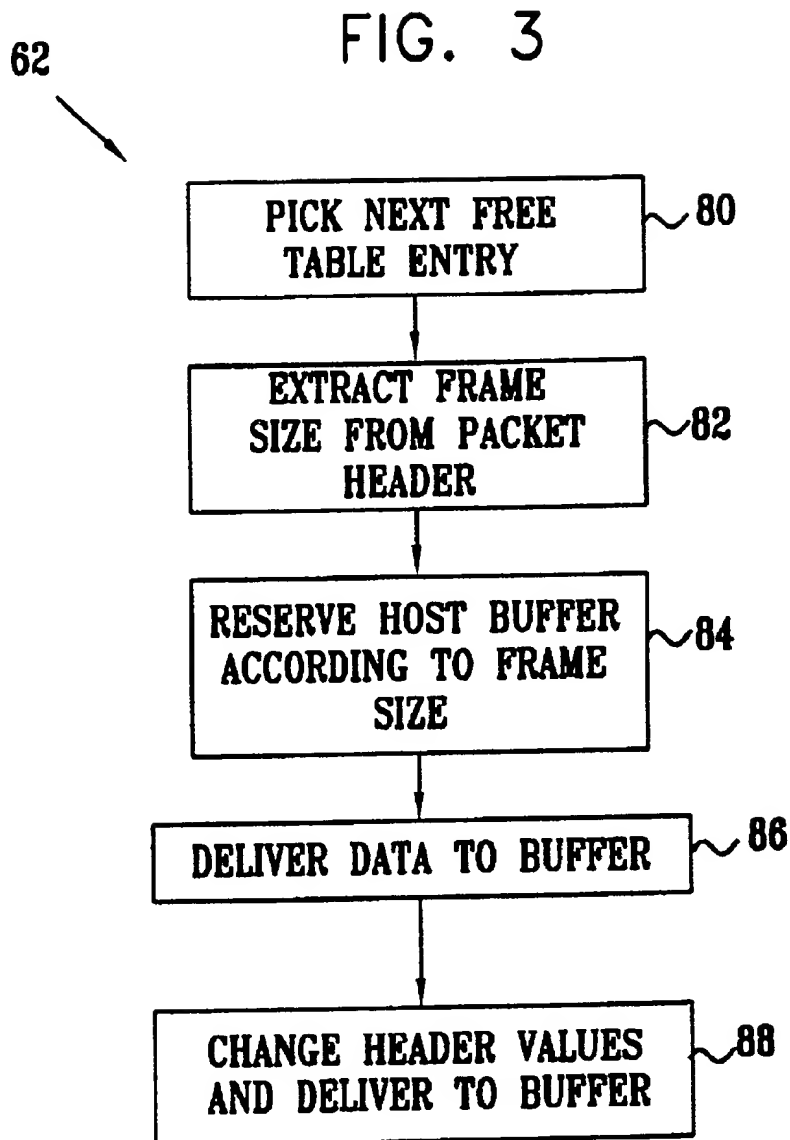 FIG. 3
62
PICK NEXT FREE
TABLE ENTRY
80
EXTRACT FRAME
SIZE FROM PACKET
HEADER
82
RESERVE HOST BUFFER
ACCORDING TO FRAME
SIZE
84
DELIVER DATA TO BUFFER
86
CHANGE HEADER VALUES
AND DELIVER TO BUFFER
88